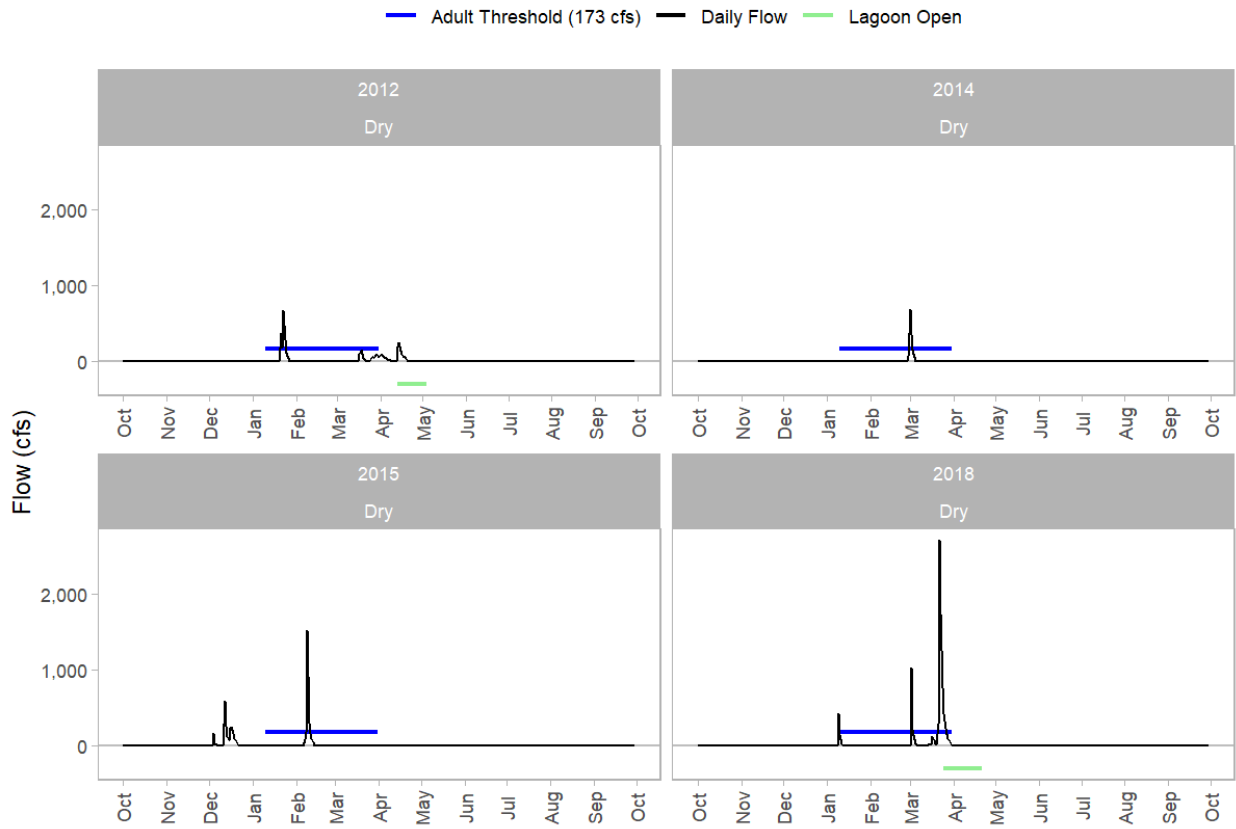 Adult Threshold (173 cfs) Daily Flow Lagoon Open
2012 2014
Dry Dry
2,000
1,000
0
Oct Nov Dec Jan Feb Mar Apr May Jun Jul Aug Sep Oct Oct Nov Dec Jan Feb Mar Apr May Jun Jul Aug Sep Oct
Flow (cfs)
2015 2018
Dry Dry
2,000
1,000
0
Oct Nov Dec Jan Feb Mar Apr May Jun Jul Aug Sep Oct Oct Nov Dec Jan Feb Mar Apr May Jun Jul Aug Sep Oct